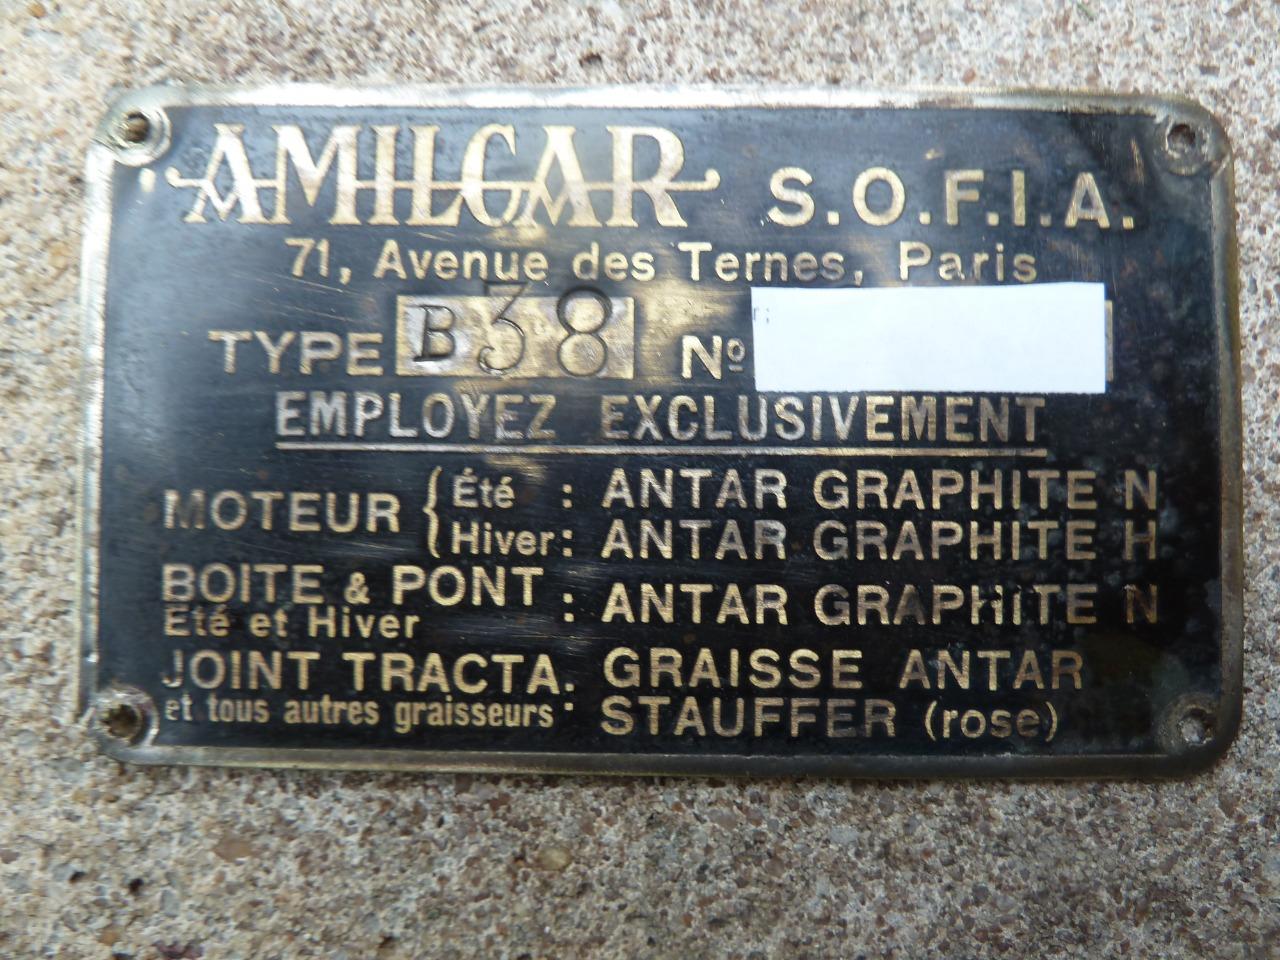 AMILCAR S.O.F.I.A.
71, Avenue des Ternes, Paris
TYPE B38 Nº
EMPLOYEZ EXCLUSIVEMENT
MOTEUR { Été : ANTAR GRAPHITE N
Hiver: ANTAR GRAPHITE H
BOITE & PONT : ANTAR GRAPHITE N
Eté et Hiver
JOINT TRACTA : GRAISSE ANTAR
et tous autres graisseurs STAUFFER (rose)